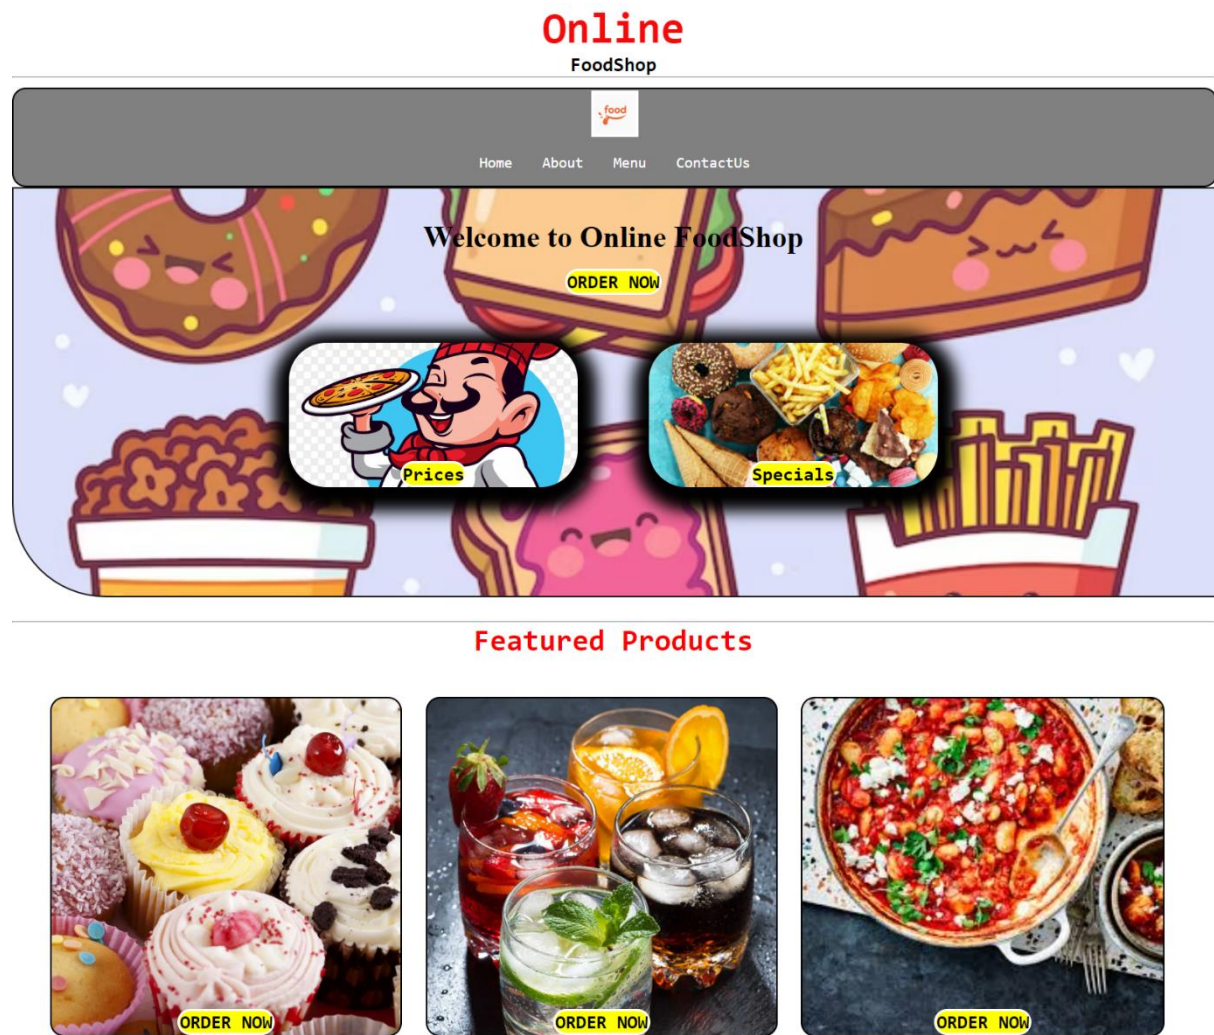 Online
FoodShop
food
Home About Menu ContactUs
Welcome to Online FoodShop
ORDER NOW
Prices Specials
Featured Products
ORDER NOW ORDER NOW ORDER NOW